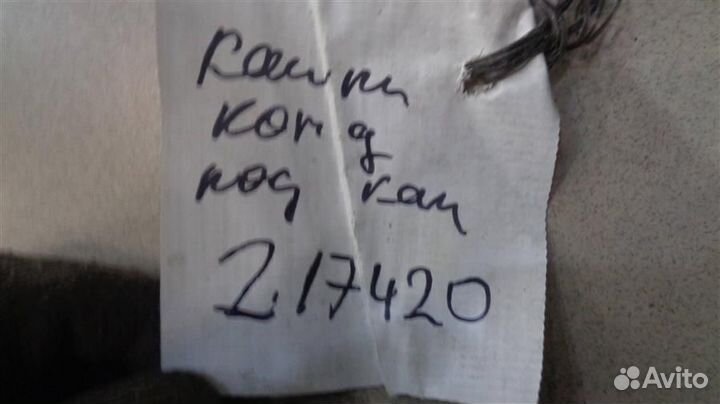 Камри
конд
под кап
217420
Avito